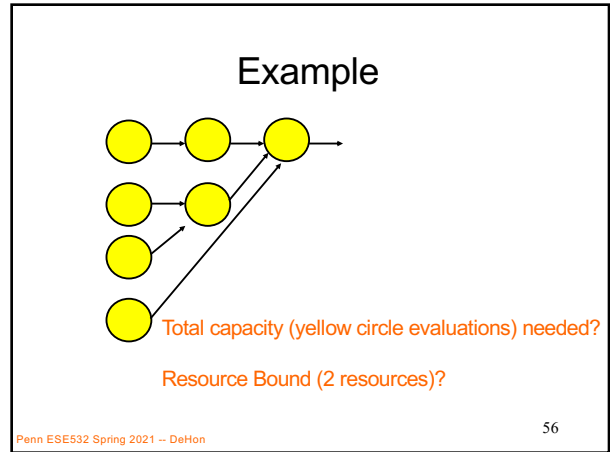 Example
Total capacity (yellow circle evaluations) needed?
Resource Bound (2 resources)?
Penn ESE532 Spring 2021 -- DeHon
56